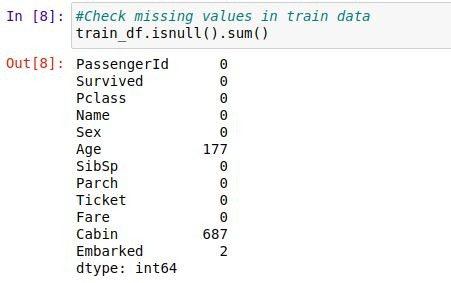 In [8]: #Check missing values in train data
train_df.isnull().sum()
Out[8]: PassengerId 0
Survived 0
Pclass 0
Name 0
Sex 0
Age 177
SibSp 0
Parch 0
Ticket 0
Fare 0
Cabin 687
Embarked 2
dtype: int64